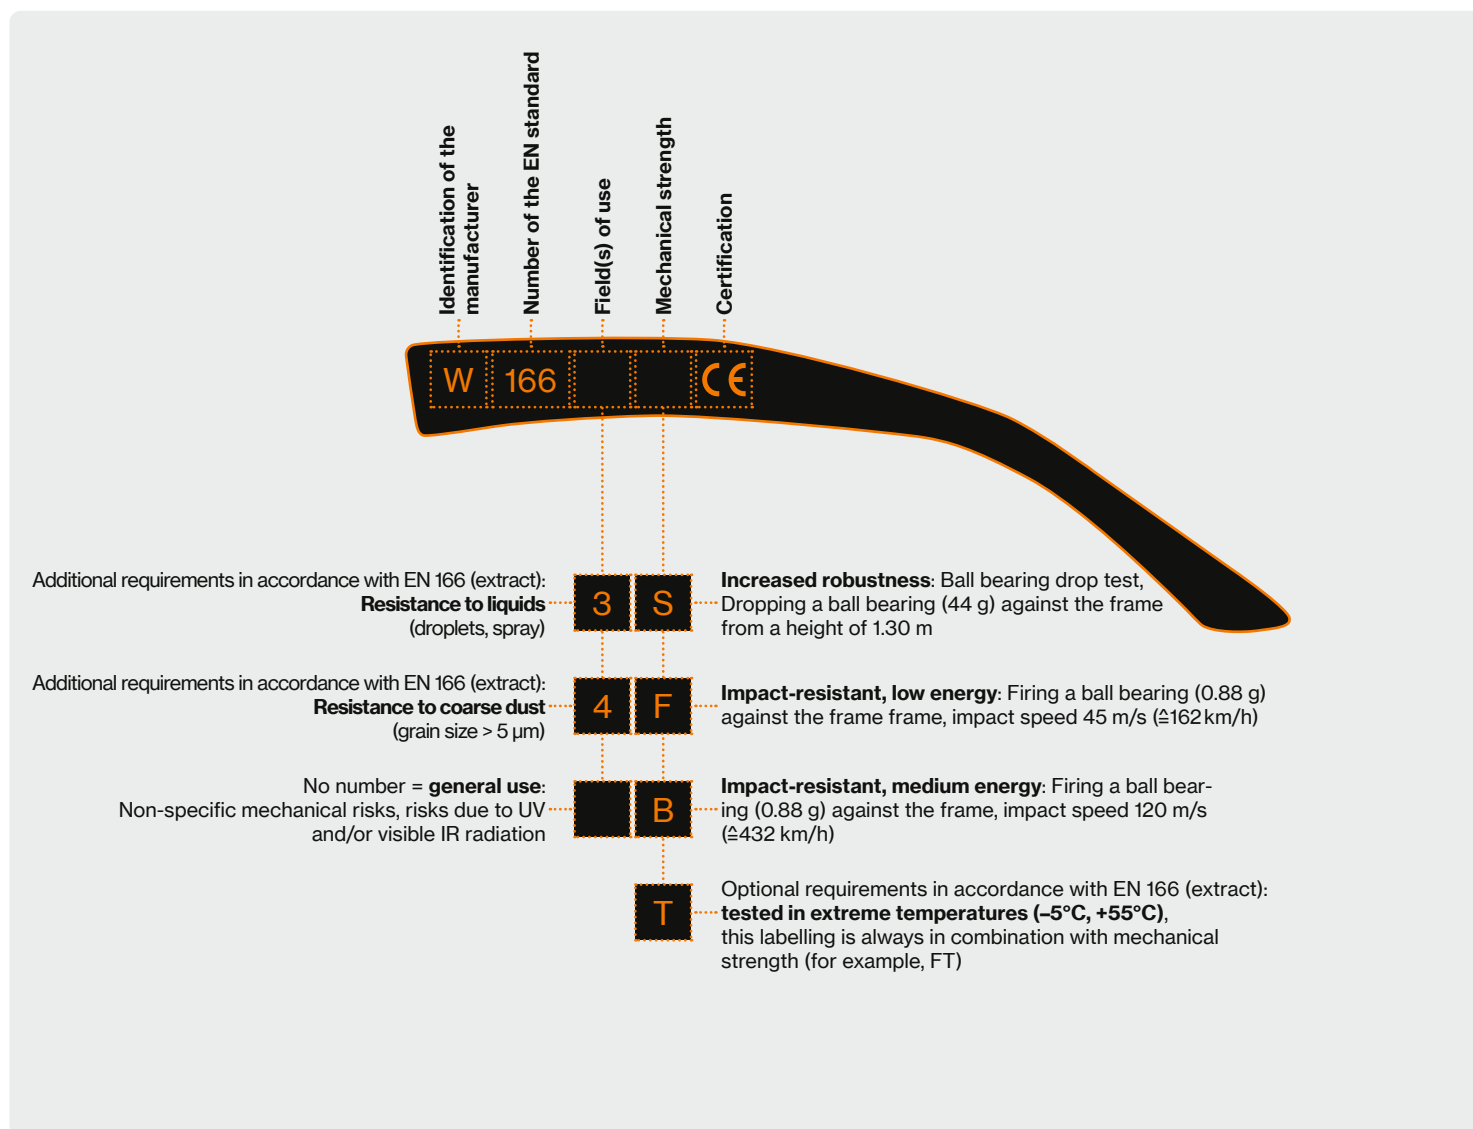 Identification of the
manufacturer
Number of the EN standard
Field(s) of use
Mechanical strength
Certification
W 166 CE
Additional requirements in accordance with EN 166 (extract):
Resistance to liquids
(droplets, spray)
3 S
Increased robustness: Ball bearing drop test,
Dropping a ball bearing (44 g) against the frame
from a height of 1.30 m
Additional requirements in accordance with EN 166 (extract):
Resistance to coarse dust
(grain size > 5 µm)
4 F
Impact-resistant, low energy: Firing a ball bearing (0.88 g)
against the frame frame, impact speed 45 m/s (≙162 km/h)
No number = general use:
Non-specific mechanical risks, risks due to UV
and/or visible IR radiation
B
Impact-resistant, medium energy: Firing a ball bear-
ing (0.88 g) against the frame, impact speed 120 m/s
(≙432 km/h)
T
Optional requirements in accordance with EN 166 (extract):
tested in extreme temperatures (–5°C, +55°C),
this labelling is always in combination with mechanical
strength (for example, FT)